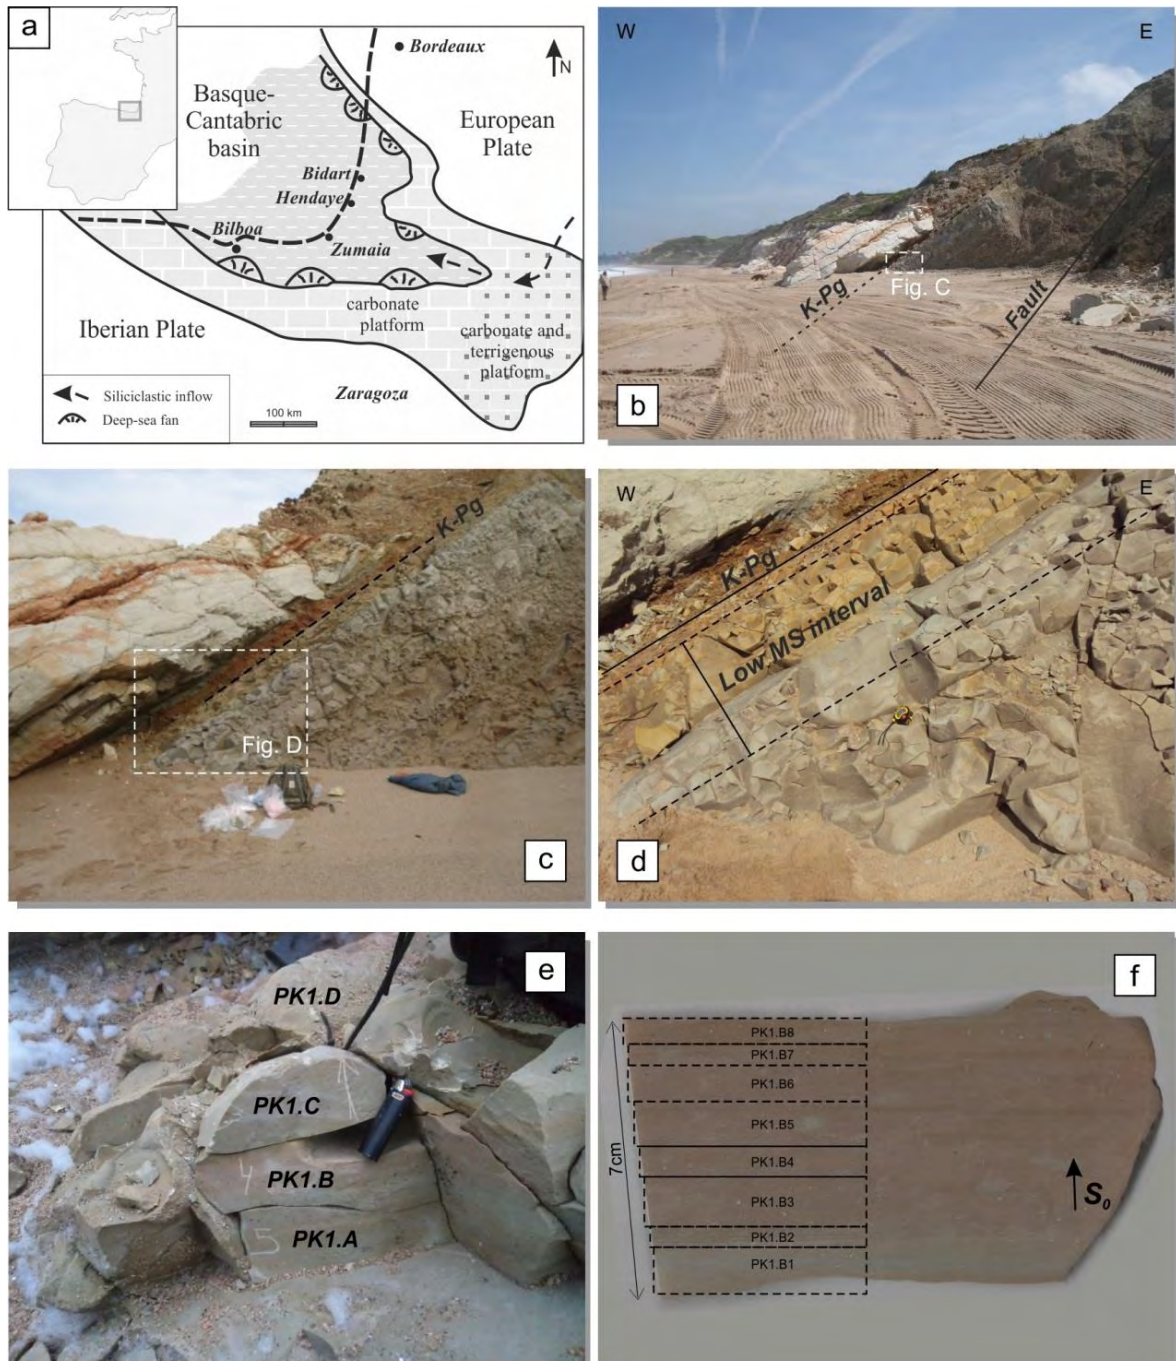 a
Bordeaux
N
Basque-
Cantabric
basin
European
Plate
Bidart
Hendaye
Bilboa
Zumaia
Iberian Plate
carbonate
platform
carbonate and
terrigenous
platform
Zaragoza
Siliciclastic inflow
Deep-sea fan
100 km
W
E
K-Pg
Fig. C
Fault
b
K-Pg
Fig. D
c
W
E
K-Pg
Low MS interval
d
e
PK1.D
PK1.C
4
PK1.B
5
PK1.A
f
PK1.B8
PK1.B7
PK1.B6
PK1.B5
PK1.B4
PK1.B3
PK1.B2
PK1.B1
7cm
S0